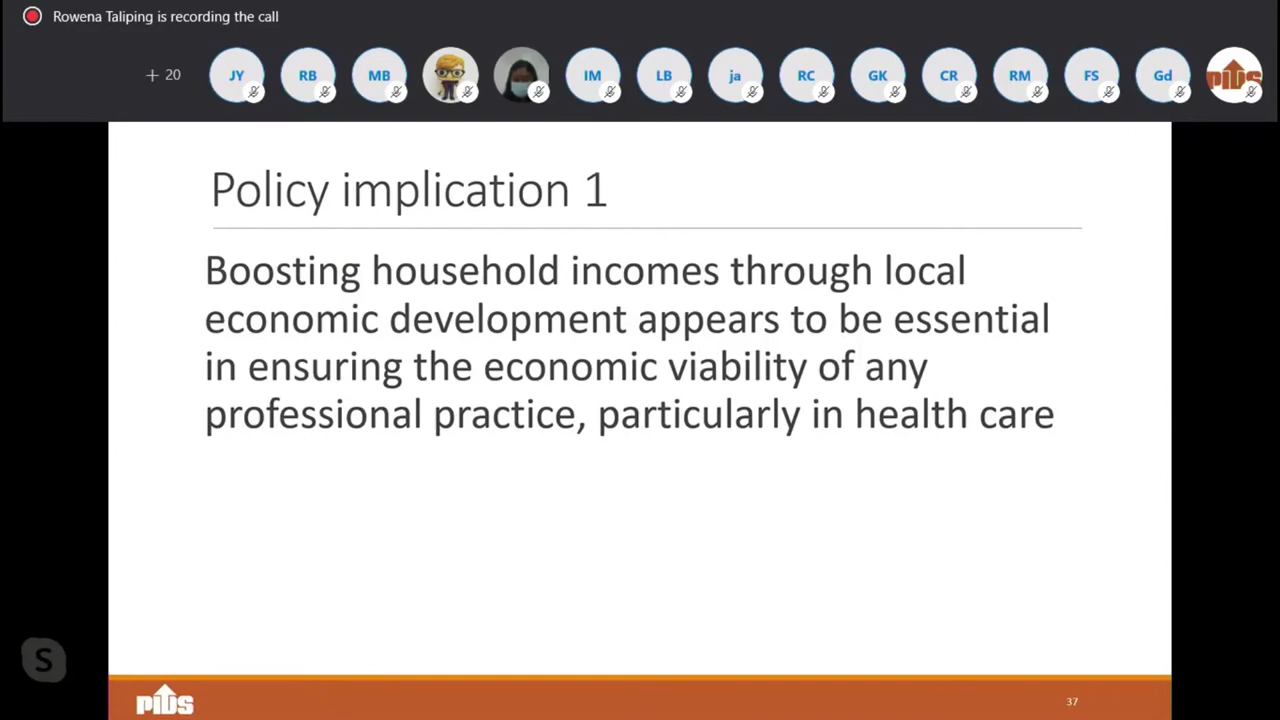 Rowena Taliping is recording the call
+ 20
JY
RB
MB
IM
LB
ja
RC
GK
CR
RM
FS
Gd
PIDS
Policy implication 1
Boosting household incomes through local
economic development appears to be essential
in ensuring the economic viability of any
professional practice, particularly in health care
S
PIDS
37